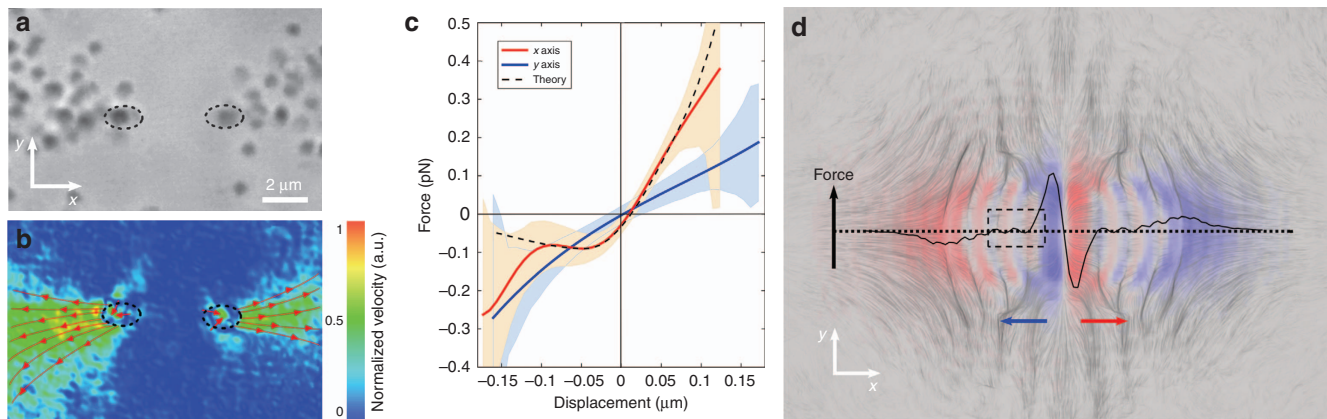 a
y
x
2 μm
b
1
0.5
0
Normalized velocity (a.u.)
c
0.5
0.4
0.3
0.2
0.1
0
−0.1
−0.2
−0.3
−0.4
Force (pN)
x axis
y axis
Theory
−0.15
−0.1
−0.05
0
0.05
0.1
0.15
Displacement (μm)
d
Force
y
x